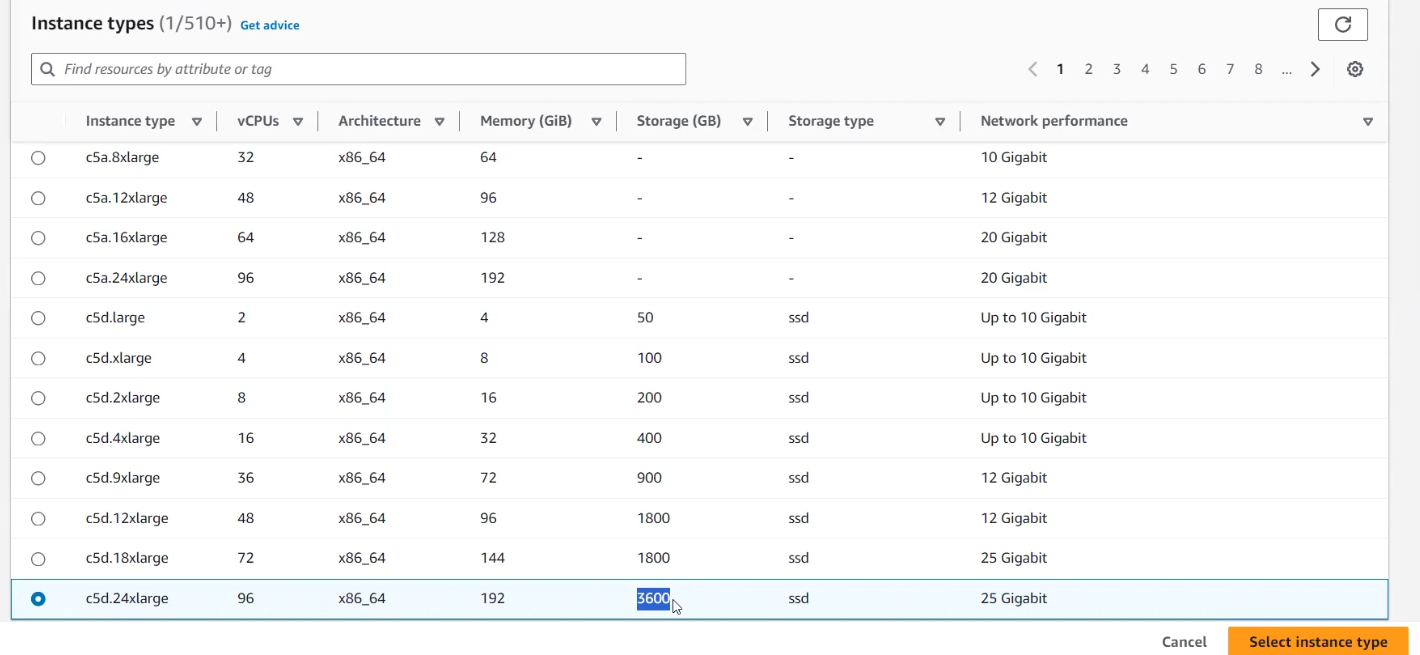 Instance types (1/510+) Get advice
Find resources by attribute or tag
1 2 3 4 5 6 7 8 ...
Instance type vCPUs Architecture Memory (GiB) Storage (GB) Storage type Network performance
c5a.8xlarge 32 x86_64 64 - - 10 Gigabit
c5a.12xlarge 48 x86_64 96 - - 12 Gigabit
c5a.16xlarge 64 x86_64 128 - - 20 Gigabit
c5a.24xlarge 96 x86_64 192 - - 20 Gigabit
c5d.large 2 x86_64 4 50 ssd Up to 10 Gigabit
c5d.xlarge 4 x86_64 8 100 ssd Up to 10 Gigabit
c5d.2xlarge 8 x86_64 16 200 ssd Up to 10 Gigabit
c5d.4xlarge 16 x86_64 32 400 ssd Up to 10 Gigabit
c5d.9xlarge 36 x86_64 72 900 ssd 12 Gigabit
c5d.12xlarge 48 x86_64 96 1800 ssd 12 Gigabit
c5d.18xlarge 72 x86_64 144 1800 ssd 25 Gigabit
c5d.24xlarge 96 x86_64 192 3600 ssd 25 Gigabit
Cancel Select instance type